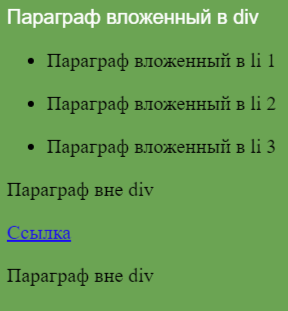 Параграф вложенный в div
Параграф вложенный в li 1
Параграф вложенный в li 2
Параграф вложенный в li 3
Параграф вне div
Ссылка
Параграф вне div